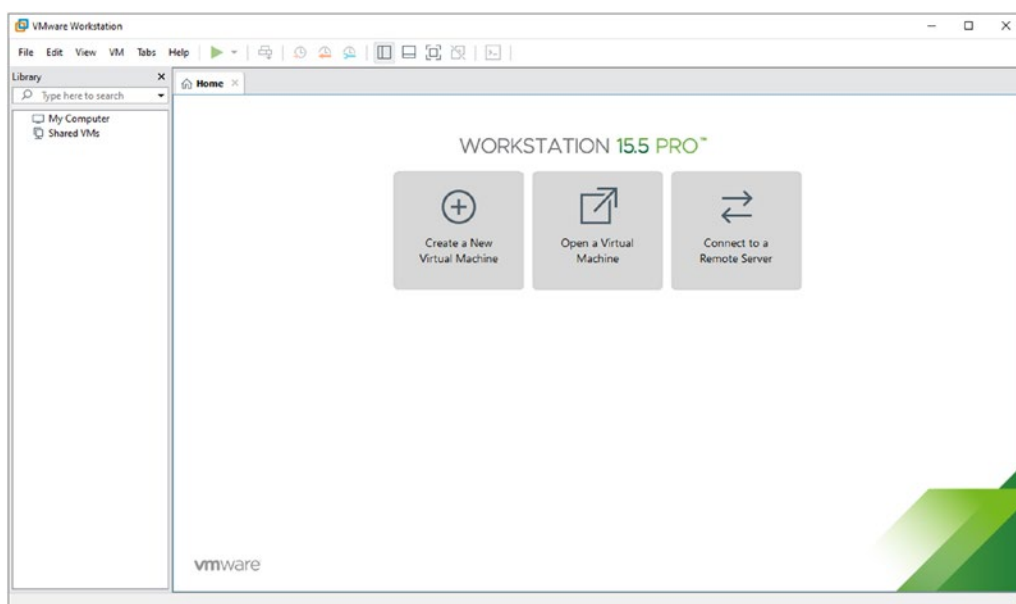 VMware Workstation
File Edit View VM Tabs Help
Library
Home
Type here to search
My Computer
Shared VMs
WORKSTATION 15.5 PRO™
Create a New
Virtual Machine
Open a Virtual
Machine
Connect to a
Remote Server
vmware